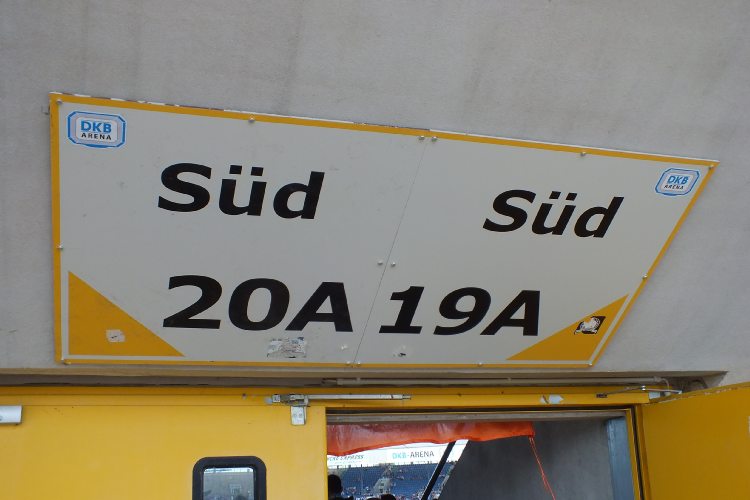 DKB
ARENA
Süd
20A
Süd
19A
DKB
ARENA
DKB-ARENA